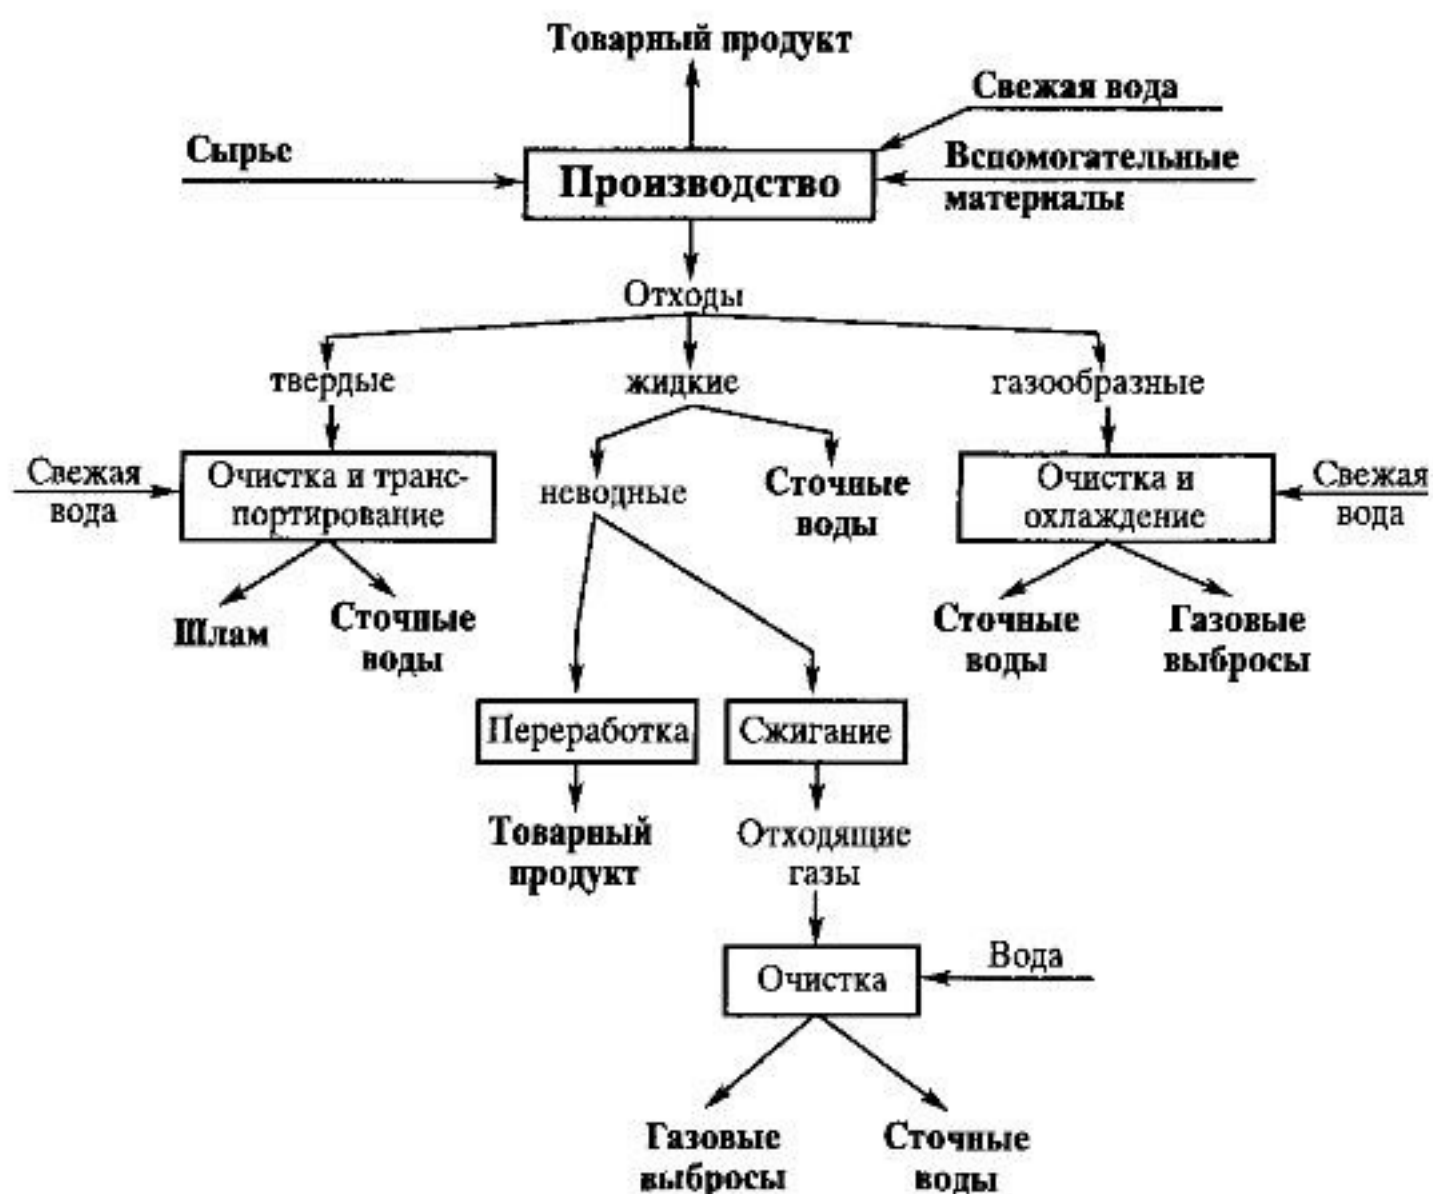 Товарный продукт
Свежая вода
Сырье
Вспомогательные
материалы
Производство
Отходы
твердые
жидкие
газообразные
Свежая
вода
Очистка и транс-
портирование
неводные
Сточные
воды
Очистка и
охлаждение
Свежая
вода
Шлам
Сточные
воды
Сточные
воды
Газовые
выбросы
Переработка
Сжигание
Товарный
продукт
Отходящие
газы
Очистка
Вода
Газовые
выбросы
Сточные
воды